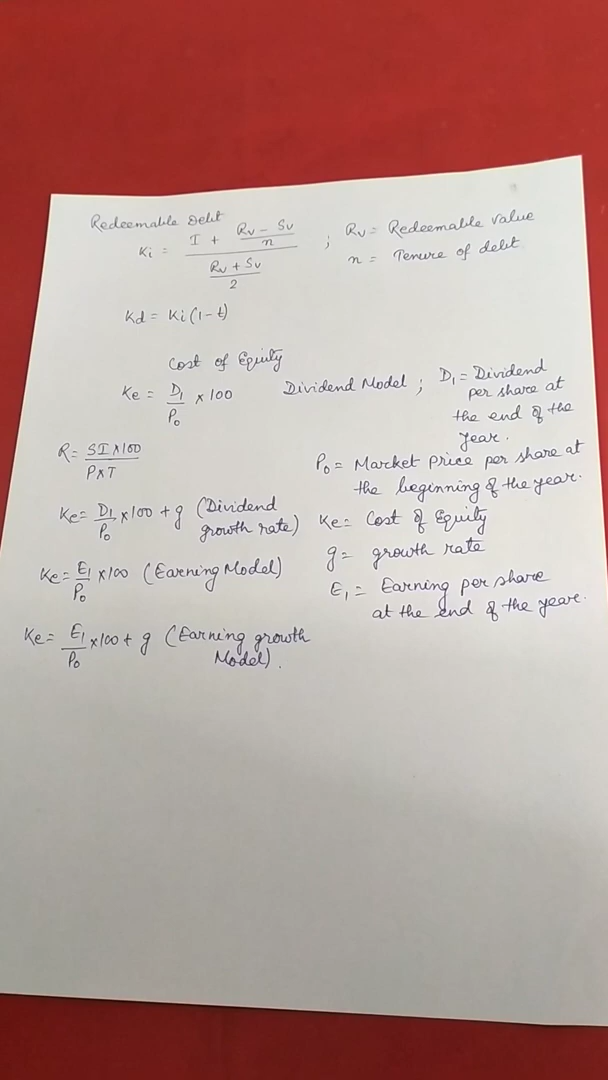 Redeemable Debt
Ki = (I + (Rv - Sv)/n) / ((Rv + Sv)/2) ; Rv = Redeemable value
n = Tenure of debt
Kd = Ki(1-t)
Cost of Equity
Ke = D1/P0 × 100 Dividend Model ; D1 = Dividend
per share at
the end of the
year.
R = SI×100/P×T
P0 = Market price per share at
the beginning of the year.
Ke = D1/P0 ×100 + g (Dividend
growth rate)
Ke = Cost of Equity
g = growth rate
Ke = E1/P0 ×100 (Earning Model)
E1 = Earning per share
at the end of the year.
Ke = E1/P0 ×100 + g (Earning growth
Model).